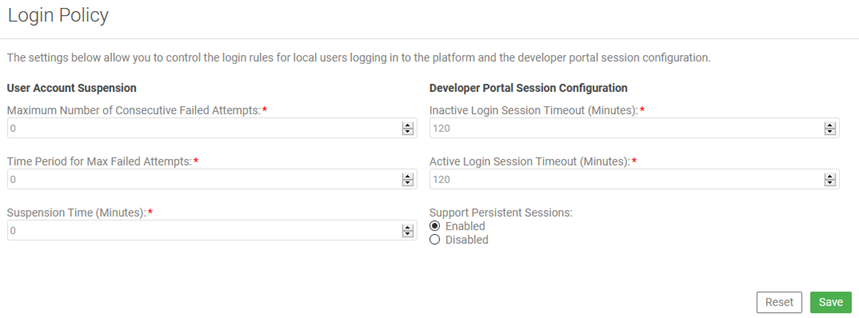 Login Policy
The settings below allow you to control the login rules for local users logging in to the platform and the developer portal session configuration.
User Account Suspension
Maximum Number of Consecutive Failed Attempts:*
0
Time Period for Max Failed Attempts:*
0
Suspension Time (Minutes):*
0
Developer Portal Session Configuration
Inactive Login Session Timeout (Minutes):*
120
Active Login Session Timeout (Minutes):*
120
Support Persistent Sessions:
Enabled
Disabled
Reset
Save